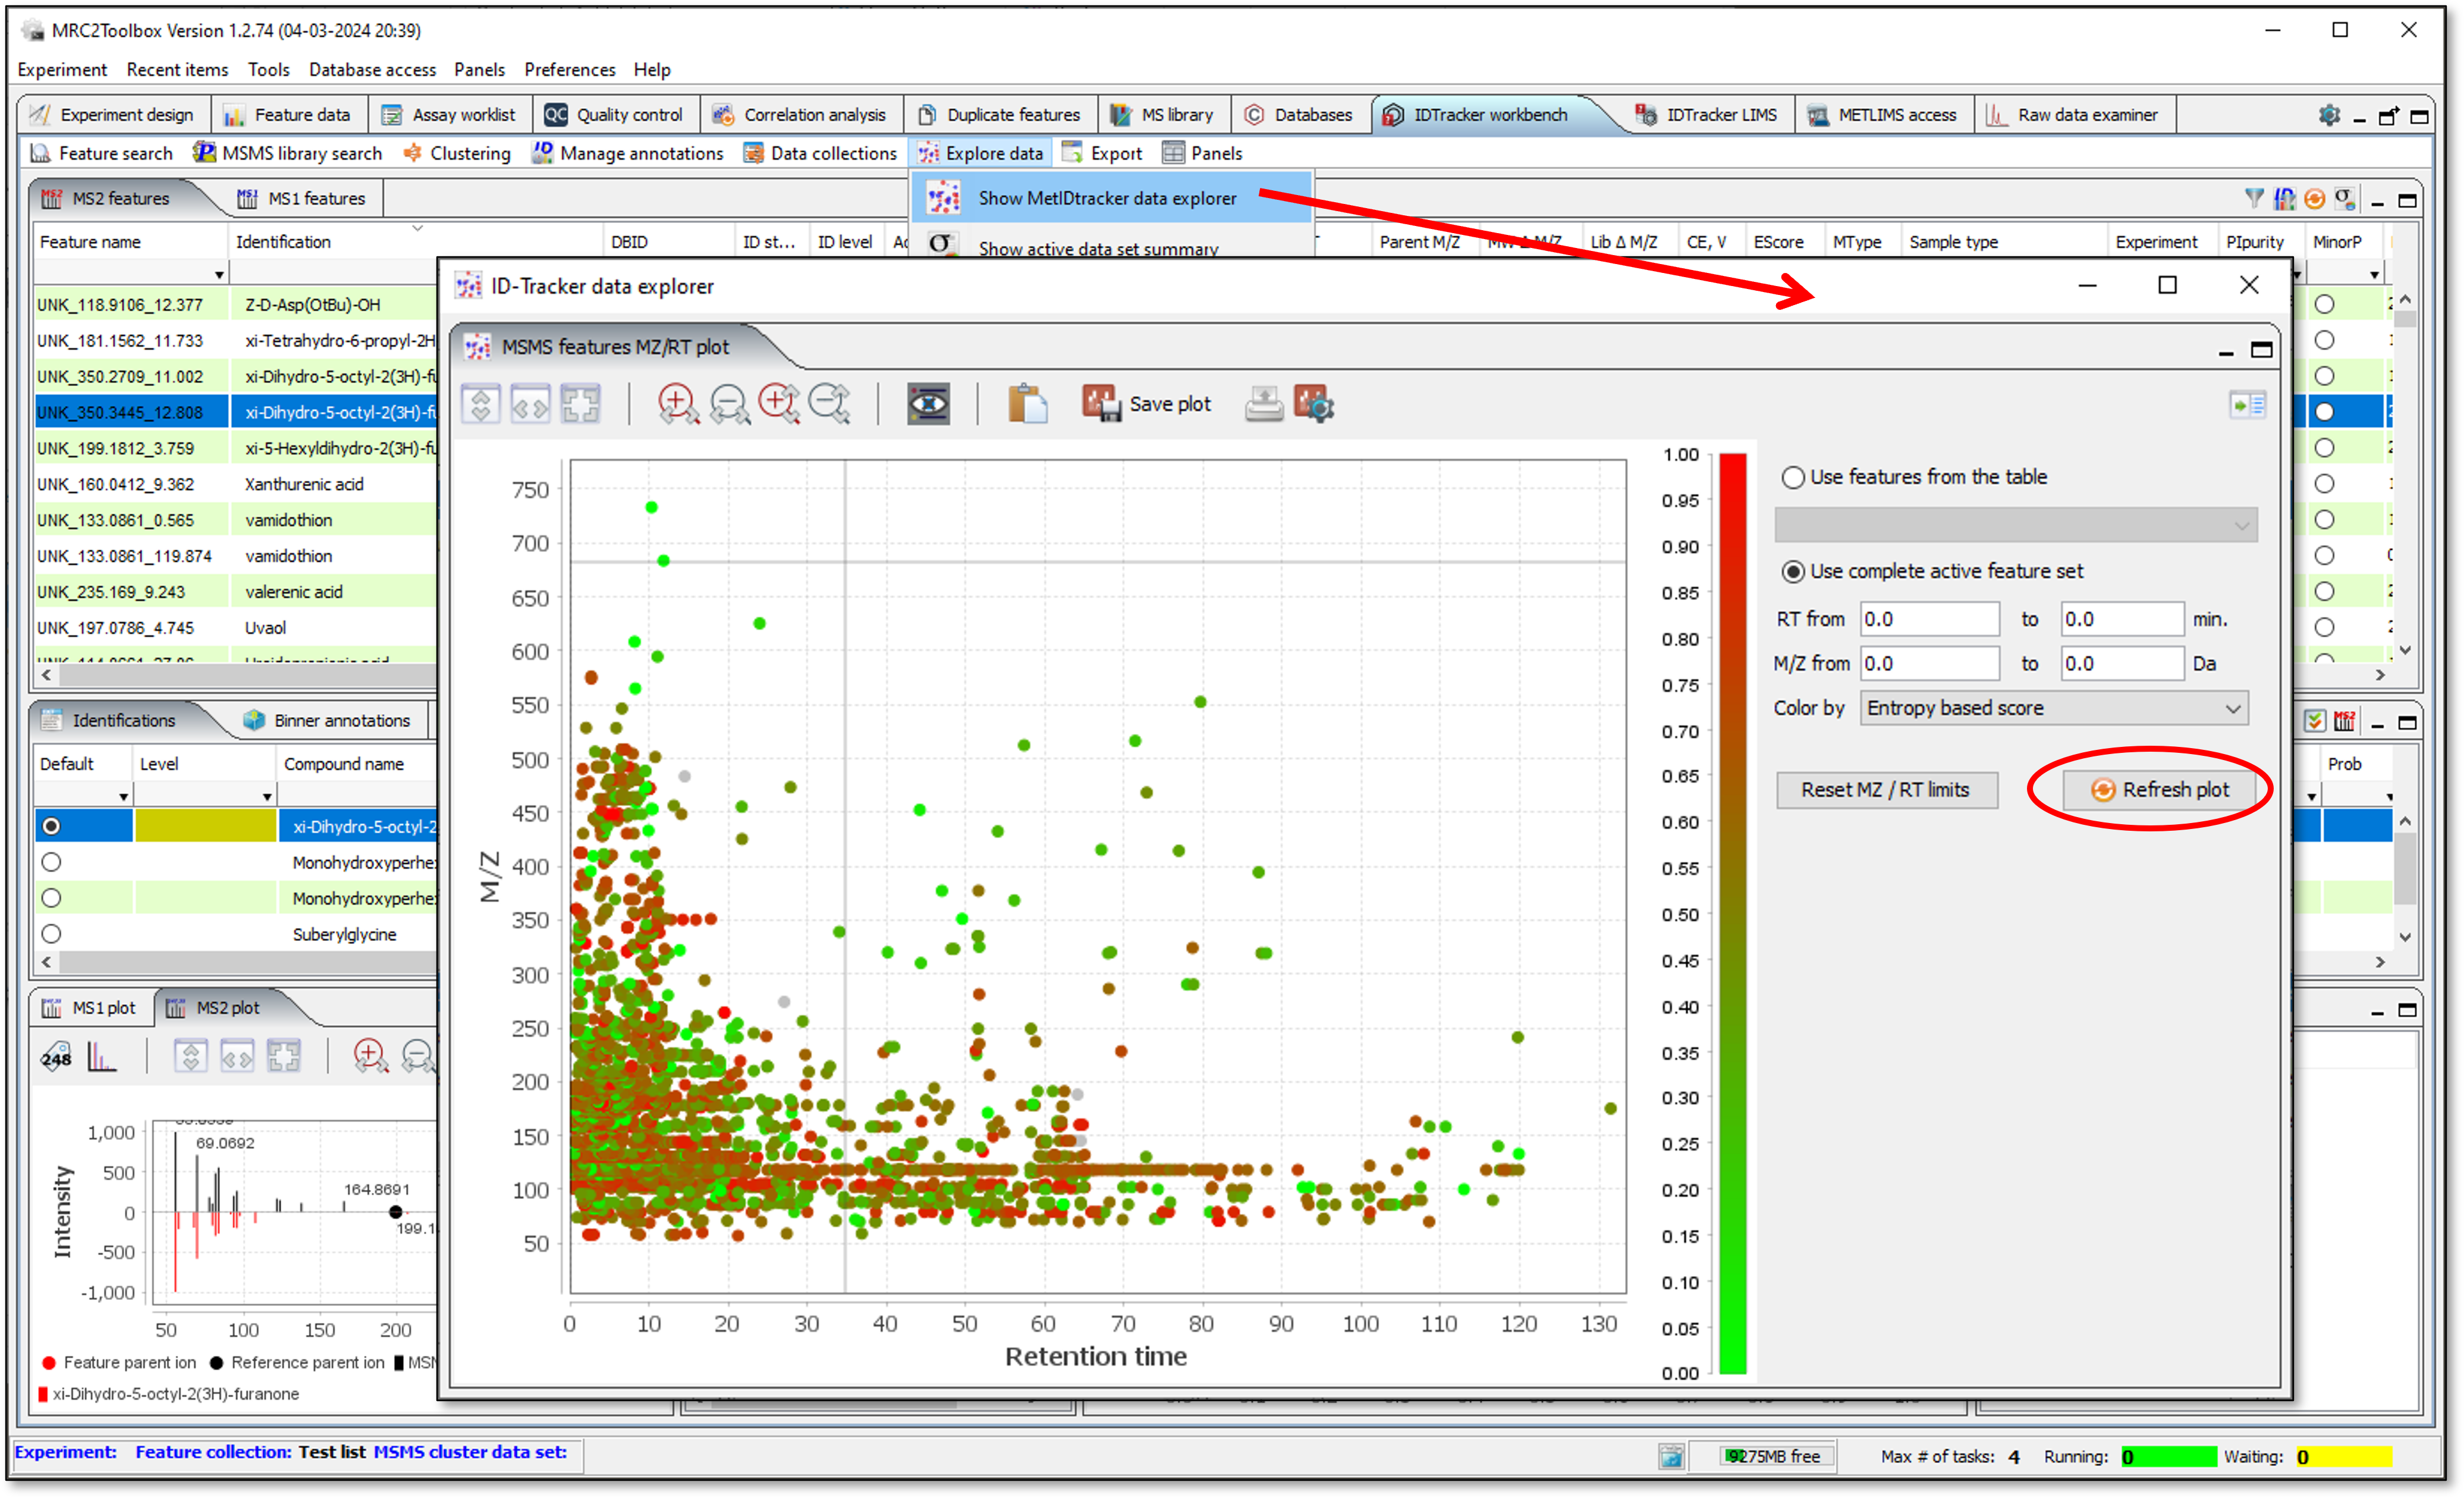 MRC2Toolbox Version 1.2.74 (04-03-2024 20:39)
Experiment Recent items Tools Database access Panels Preferences Help
Experiment design Feature data Assay worklist QC Quality control Correlation analysis Duplicate features MS library Databases IDTracker workbench IDTracker LIMS METLIMS access Raw data examiner
Feature search MSMS library search Clustering Manage annotations Data collections Explore data Export Panels
MS2 features MS1 features
Show MetIDtracker data explorer
Show active data set summary
Feature name Identification DBID ID st... ID level Parent M/Z MW Δ M/Z Lib Δ M/Z CE, V EScore MType Sample type Experiment PIpurity MinorP
UNK_118.9106_12.377 Z-D-Asp(OtBu)-OH
UNK_181.1562_11.733 xi-Tetrahydro-6-propyl-2H
UNK_350.2709_11.002 xi-Dihydro-5-octyl-2(3H)-fu
UNK_350.3445_12.808 xi-Dihydro-5-octyl-2(3H)-fu
UNK_199.1812_3.759 xi-5-Hexyldihydro-2(3H)-fu
UNK_160.0412_9.362 Xanthurenic acid
UNK_133.0861_0.565 vamidothion
UNK_133.0861_119.874 vamidothion
UNK_235.169_9.243 valerenic acid
UNK_197.0786_4.745 Uvaol
ID-Tracker data explorer
MSMS features MZ/RT plot
Save plot
750
700
650
600
550
500
450
400
350
300
250
200
150
100
50
M/Z
0 10 20 30 40 50 60 70 80 90 100 110 120 130
Retention time
1.00
0.95
0.90
0.85
0.80
0.75
0.70
0.65
0.60
0.55
0.50
0.45
0.40
0.35
0.30
0.25
0.20
0.15
0.10
0.05
0.00
Use features from the table
Use complete active feature set
RT from 0.0 to 0.0 min.
M/Z from 0.0 to 0.0 Da
Color by Entropy based score
Reset MZ / RT limits Refresh plot
Identifications Binner annotations
Default Level Compound name Prob
xi-Dihydro-5-octyl-2
Monohydroxyperhe
Monohydroxyperhe
Suberylglycine
MS1 plot MS2 plot
248
1,000
500
0
-500
-1,000
Intensity
69.0692
164.8691
199.1
50 100 150 200
Feature parent ion Reference parent ion MSM
xi-Dihydro-5-octyl-2(3H)-furanone
Experiment: Feature collection: Test list MSMS cluster data set:
9275MB free Max # of tasks: 4 Running: 0 Waiting: 0